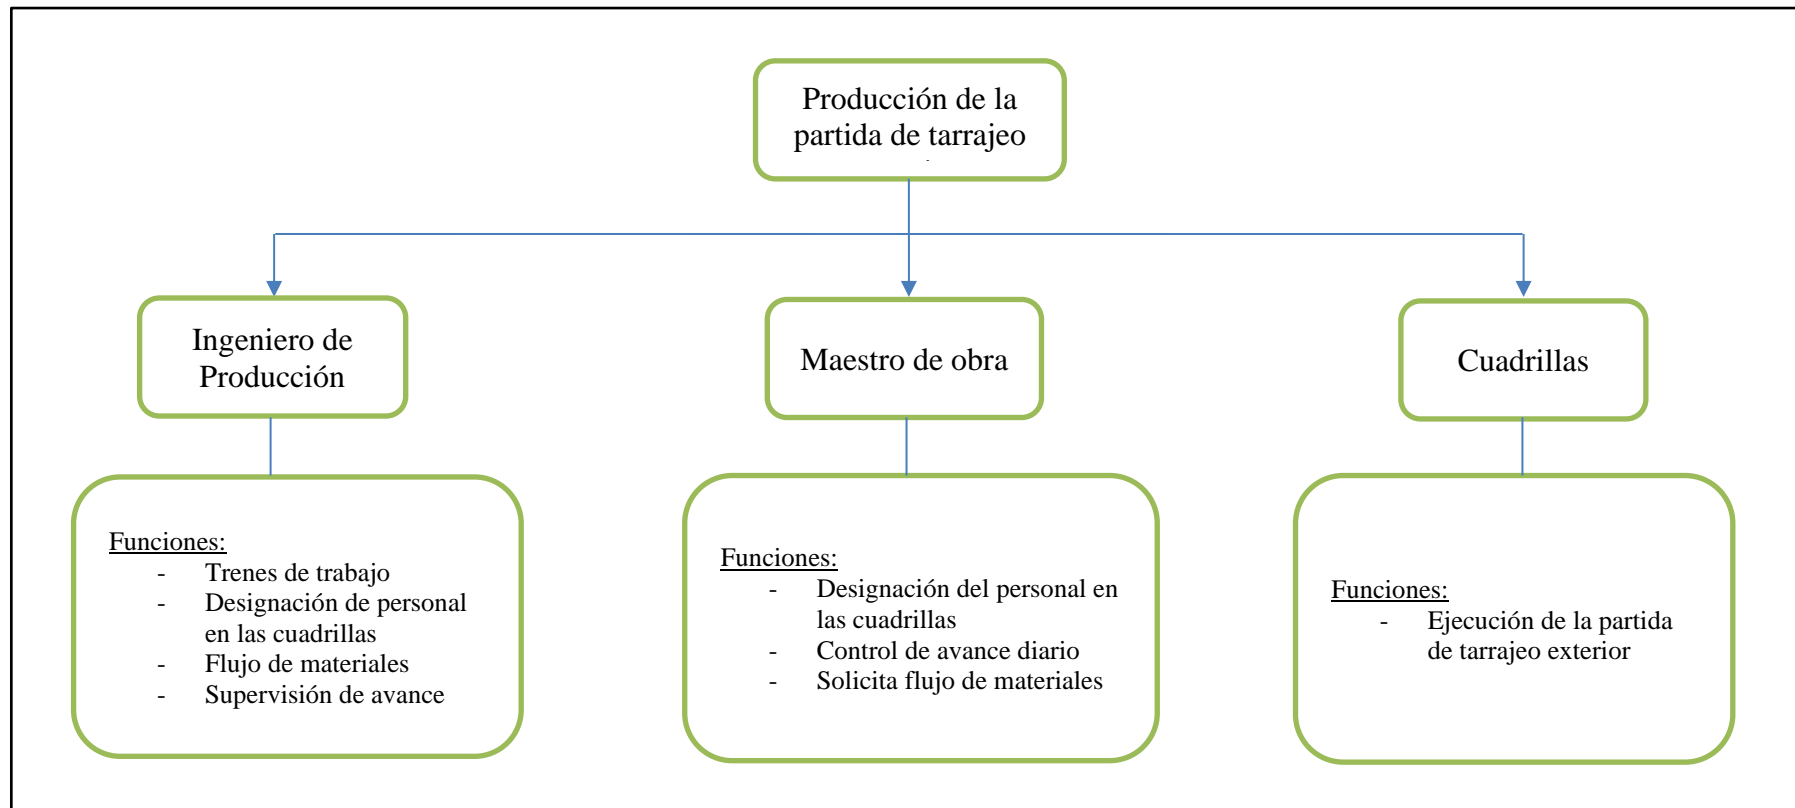 Producción de la
partida de tarrajeo
Ingeniero de
Producción
Maestro de obra
Cuadrillas
Funciones:
- Trenes de trabajo
- Designación de personal
en las cuadrillas
- Flujo de materiales
- Supervisión de avance
Funciones:
- Designación del personal en
las cuadrillas
- Control de avance diario
- Solicita flujo de materiales
Funciones:
- Ejecución de la partida
de tarrajeo exterior